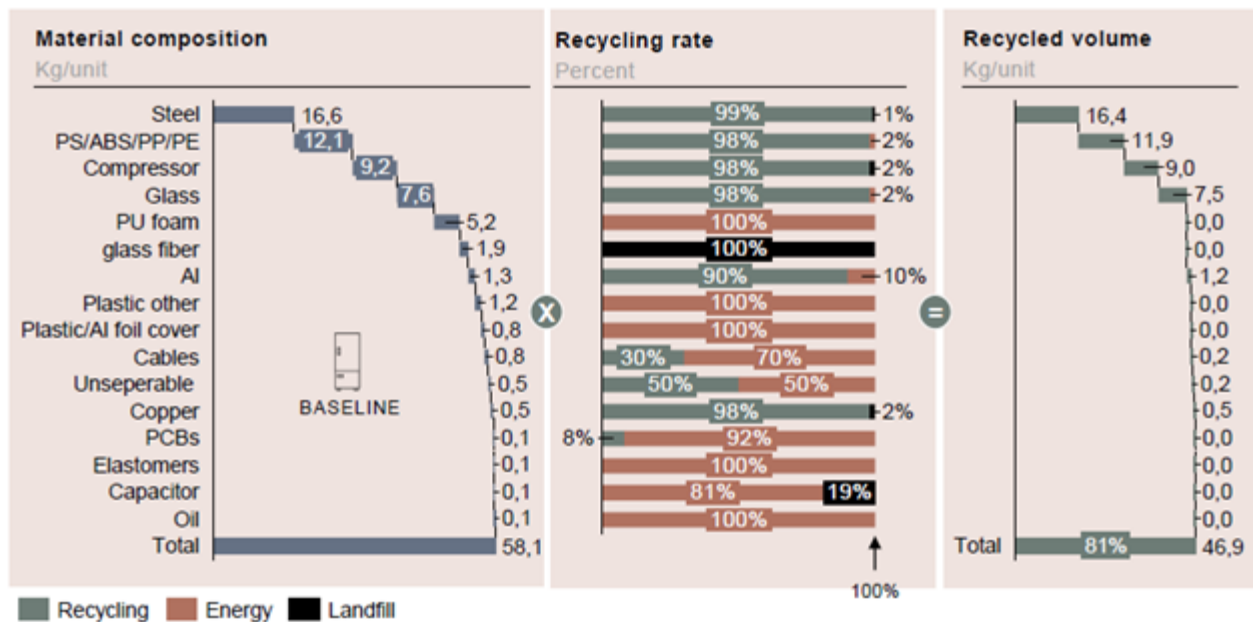 Material composition Recycling rate Recycled volume
Kg/unit Percent Kg/unit
Steel 16,6 99% 1% 16,4
PS/ABS/PP/PE 12,1 98% 2% 11,9
Compressor 9,2 98% 2% 9,0
Glass 7,6 98% 2% 7,5
PU foam 5,2 100% 0,0
glass fiber 1,9 100% 0,0
Al 1,3 90% 10% 1,2
Plastic other 1,2 100% 0,0
X =
Plastic/Al foil cover 0,8 100% 0,0
Cables 0,8 30% 70% 0,2
Unseperable 0,5 50% 50% 0,2
BASELINE
Copper 0,5 98% 2% 0,5
PCBs 0,1 8% 92% 0,0
Elastomers 0,1 100% 0,0
Capacitor 0,1 81% 19% 0,0
Oil 0,1 100% 0,0
Total 58,1 Total 81% 46,9
100%
Recycling Energy Landfill